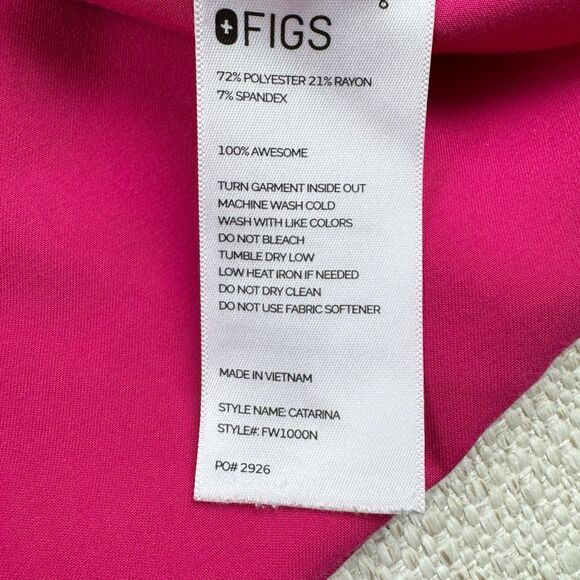 FIGS
72% POLYESTER 21% RAYON
7% SPANDEX
100% AWESOME
TURN GARMENT INSIDE OUT
MACHINE WASH COLD
WASH WITH LIKE COLORS
DO NOT BLEACH
TUMBLE DRY LOW
LOW HEAT IRON IF NEEDED
DO NOT DRY CLEAN
DO NOT USE FABRIC SOFTENER
MADE IN VIETNAM
STYLE NAME: CATARINA
STYLE#: FW1000N
PO# 2926